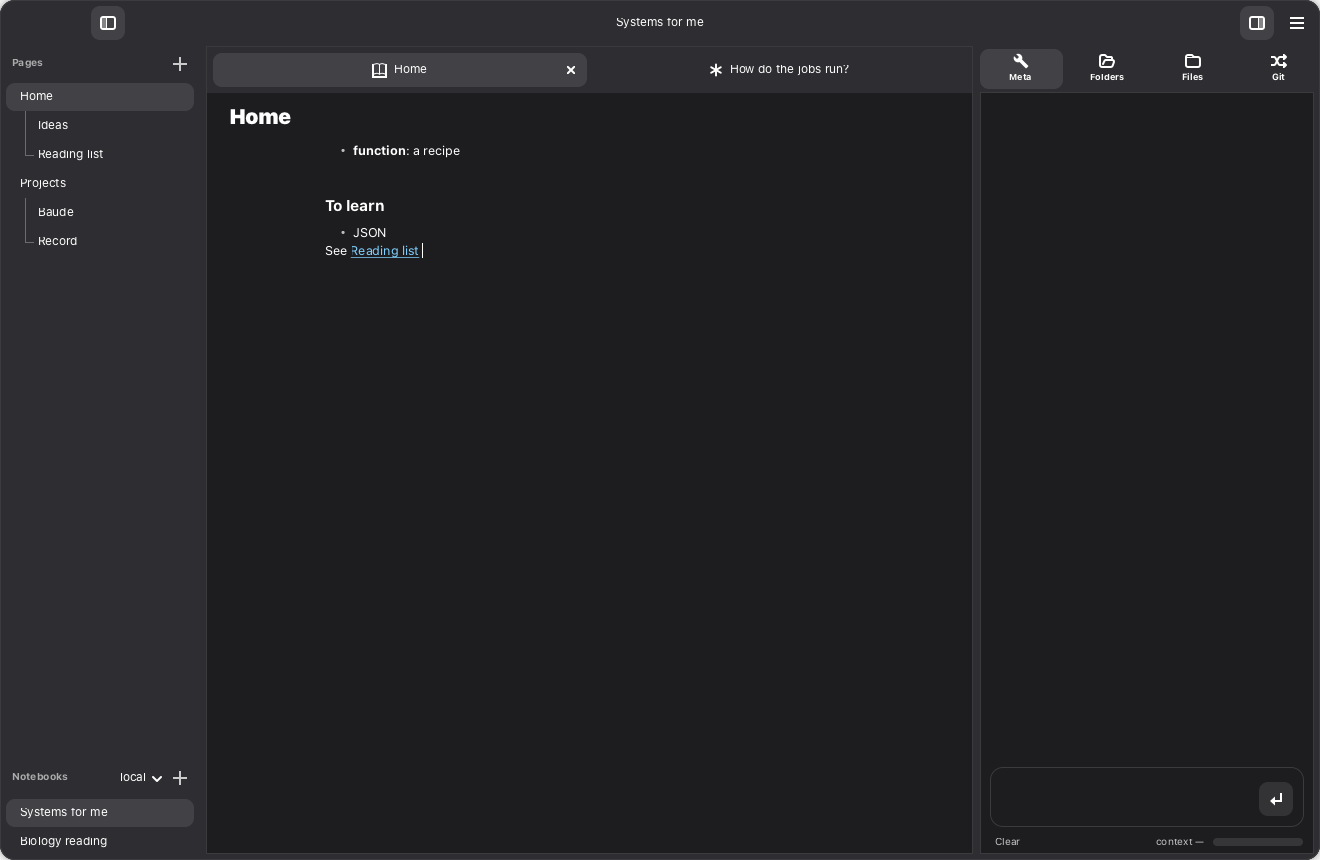 Systems for me
Pages
Home
Ideas
Reading list
Projects
Baude
Record
Notebooks
local
Systems for me
Biology reading
Home
How do the jobs run?
Home
• function: a recipe
To learn
• JSON
See Reading list
Meta
Folders
Files
Git
Clear
context —